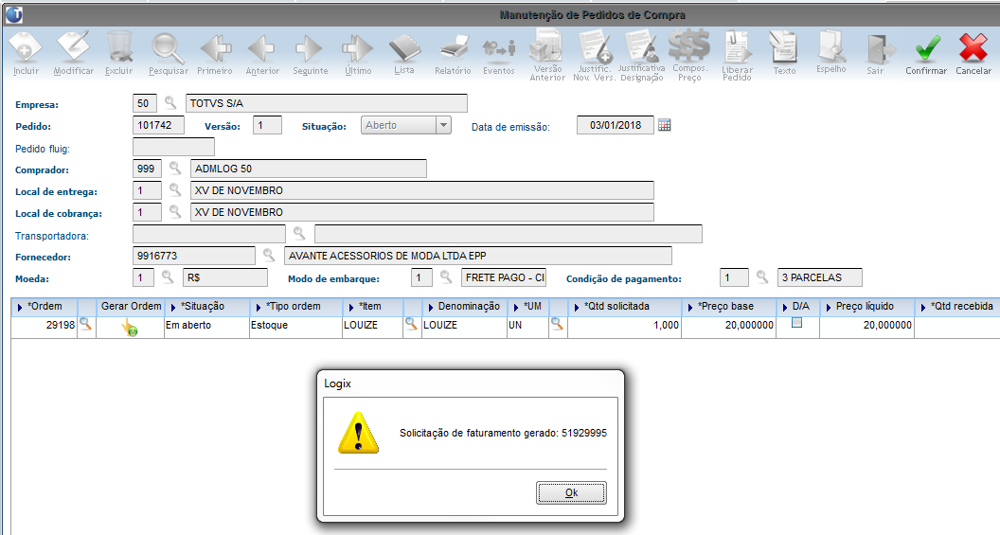 Manutenção de Pedidos de Compra
Incluir Modificar Excluir Pesquisar Primeiro Anterior Seguinte Último Lista Relatório Eventos Versão Anterior Justific. Nov. Vers. Justificativa Designação Compos. Preço Liberar Pedido Texto Espelho Sair Confirmar Cancelar
Empresa: 50 TOTVS S/A
Pedido: 101742 Versão: 1 Situação: Aberto Data de emissão: 03/01/2018
Pedido fluig:
Comprador: 999 ADMLOG 50
Local de entrega: 1 XV DE NOVEMBRO
Local de cobrança: 1 XV DE NOVEMBRO
Transportadora:
Fornecedor: 9916773 AVANTE ACESSORIOS DE MODA LTDA EPP
Moeda: 1 R$ Modo de embarque: 1 FRETE PAGO - CI Condição de pagamento: 1 3 PARCELAS
*Ordem Gerar Ordem *Situação *Tipo ordem *Item Denominação *UM *Qtd solicitada *Preço base D/A Preço líquido *Qtd recebida
29198 Em aberto Estoque LOUIZE LOUIZE UN 1,000 20,000000 20,000000
Logix
Solicitação de faturamento gerado: 51929995
Ok